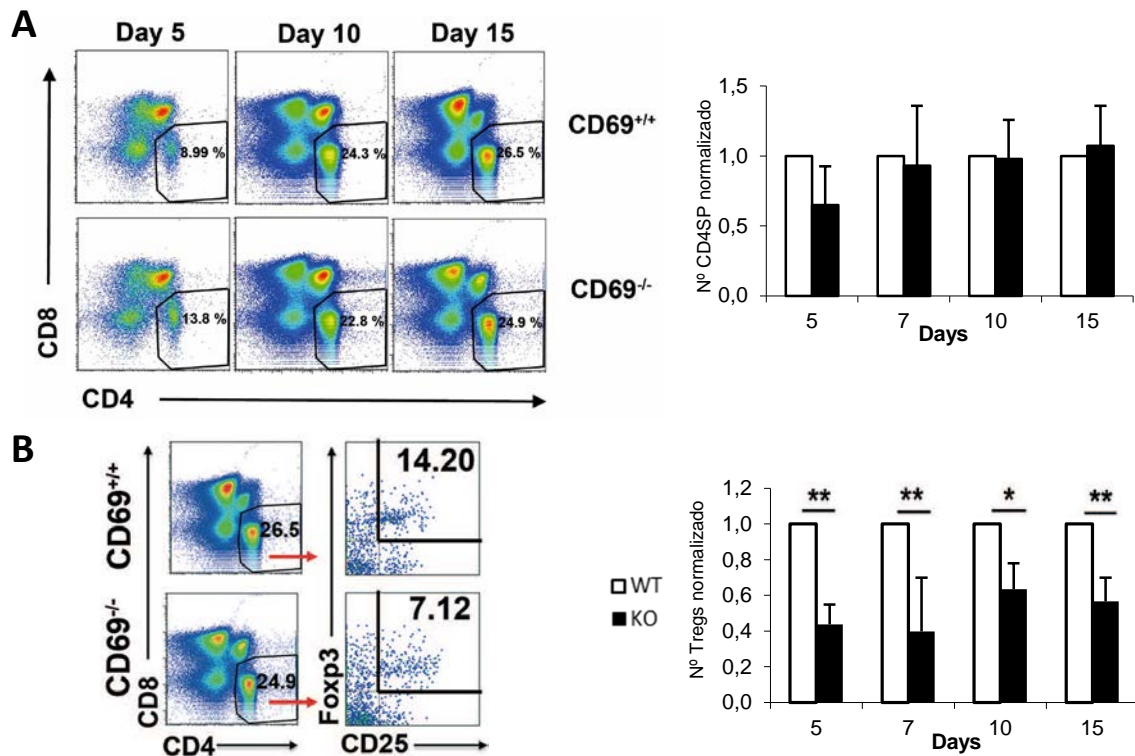 A
Day 5 Day 10 Day 15
CD8
CD4
8.99 %
24.3 %
26.5 %
CD69+/+
13.8 %
22.8 %
24.9 %
CD69-/-
Nº CD4SP normalizado
1,5
1,0
0,5
0,0
5 7 10 15
Days
B
CD69+/+
CD69-/-
CD8
CD4
26.5
24.9
Foxp3
CD25
14.20
7.12
WT
KO
Nº Tregs normalizado
1,2
1,0
0,8
0,6
0,4
0,2
0,0
** ** * **
5 7 10 15
Days